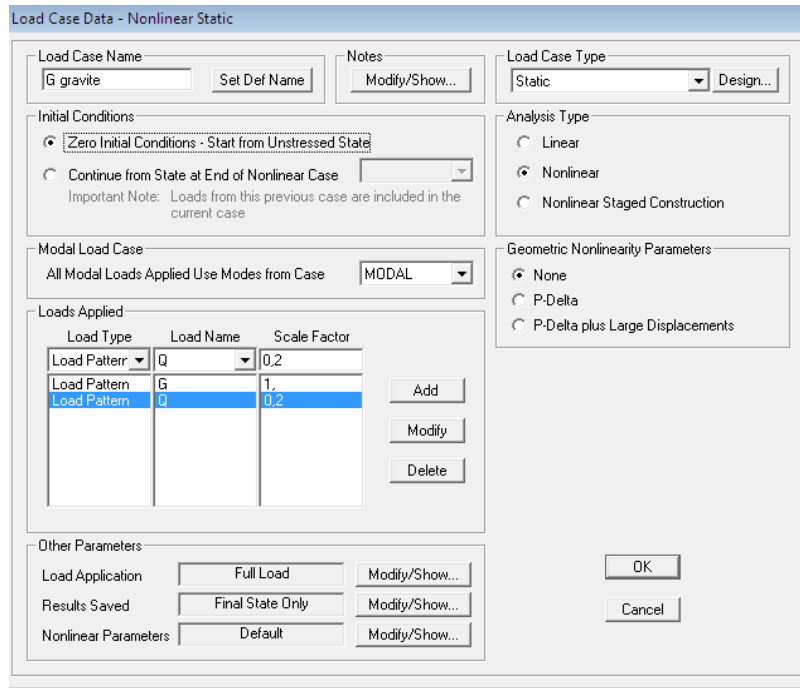 Load Case Data - Nonlinear Static
Load Case Name
G gravite
Set Def Name
Notes
Modify/Show...
Load Case Type
Static
Design...
Initial Conditions
Zero Initial Conditions - Start from Unstressed State
Continue from State at End of Nonlinear Case
Important Note: Loads from this previous case are included in the
current case
Analysis Type
Linear
Nonlinear
Nonlinear Staged Construction
Modal Load Case
All Modal Loads Applied Use Modes from Case
MODAL
Geometric Nonlinearity Parameters
None
P-Delta
P-Delta plus Large Displacements
Loads Applied
Load Type Load Name Scale Factor
Load Pattern Q 0,2
Load Pattern G 1,
Load Pattern Q 0,2
Add
Modify
Delete
Other Parameters
Load Application Full Load Modify/Show...
Results Saved Final State Only Modify/Show...
Nonlinear Parameters Default Modify/Show...
OK
Cancel